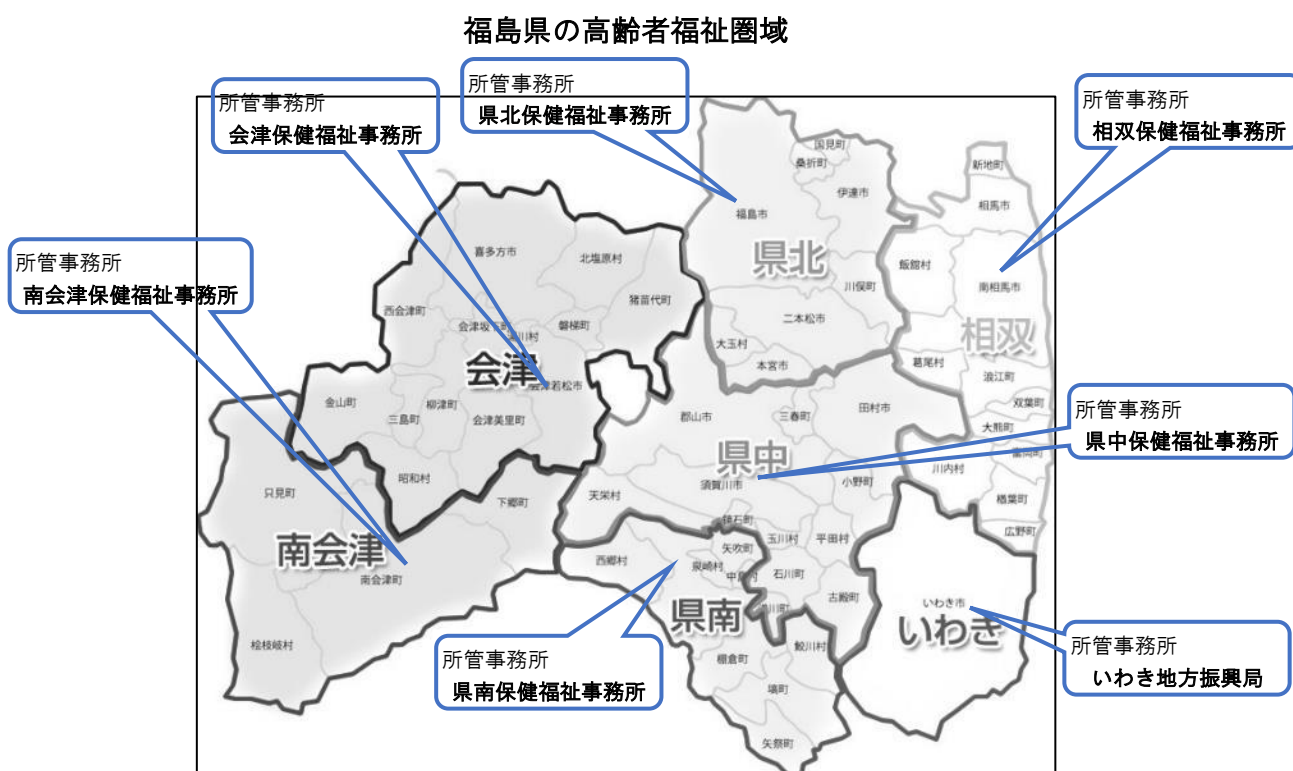 福島県の高齢者福祉圏域
所管事務所
県北保健福祉事務所
所管事務所
会津保健福祉事務所
所管事務所
相双保健福祉事務所
所管事務所
南会津保健福祉事務所
所管事務所
県中保健福祉事務所
所管事務所
県南保健福祉事務所
所管事務所
いわき地方振興局
県北
国見町
桑折町
伊達市
福島市
川俣町
二本松市
大玉村
本宮市
相双
新地町
相馬市
飯舘村
南相馬市
葛尾村
浪江町
双葉町
大熊町
川内村
楢葉町
広野町
会津
喜多方市
北塩原村
西会津町
猪苗代町
磐梯町
会津若松市
金山町
柳津町
三島町
会津美里町
昭和村
南会津
只見町
下郷町
南会津町
桧枝岐村
県中
郡山市
三春町
田村市
須賀川市
小野町
天栄村
鏡石町
玉川村
平田村
石川町
古殿町
県南
西郷村
矢吹町
泉崎村
棚倉町
鮫川村
塙町
矢祭町
いわき市
いわき